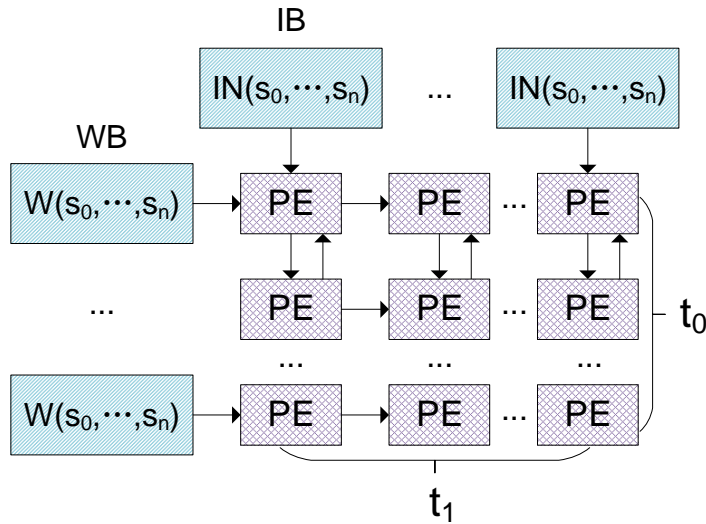 IB
IN(s₀,⋯,sₙ) ... IN(s₀,⋯,sₙ)
WB
W(s₀,⋯,sₙ) PE PE ... PE
... PE PE ... PE
t₀
... ... ...
W(s₀,⋯,sₙ) PE PE ... PE
t₁